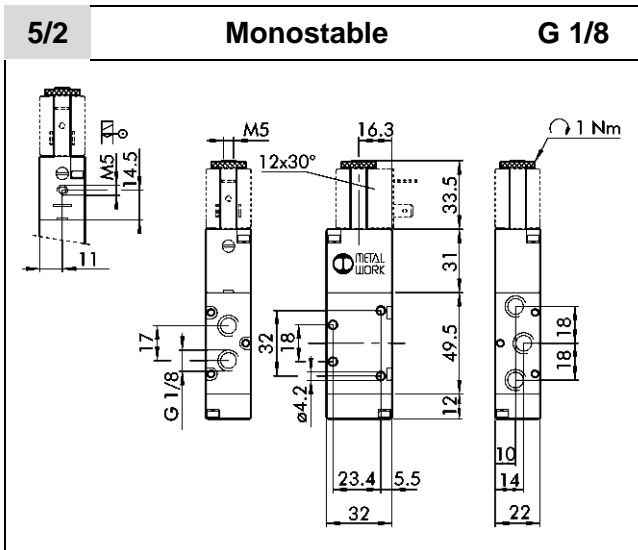 5/2 Monostable G 1/8
M5
16.3
1 Nm
12x30°
M5
14.5
33.5
11
METAL
WORK
31
17
32
18
49.5
18
18
G 1/8
ø4.2
12
10
23.4
5.5
14
32
22